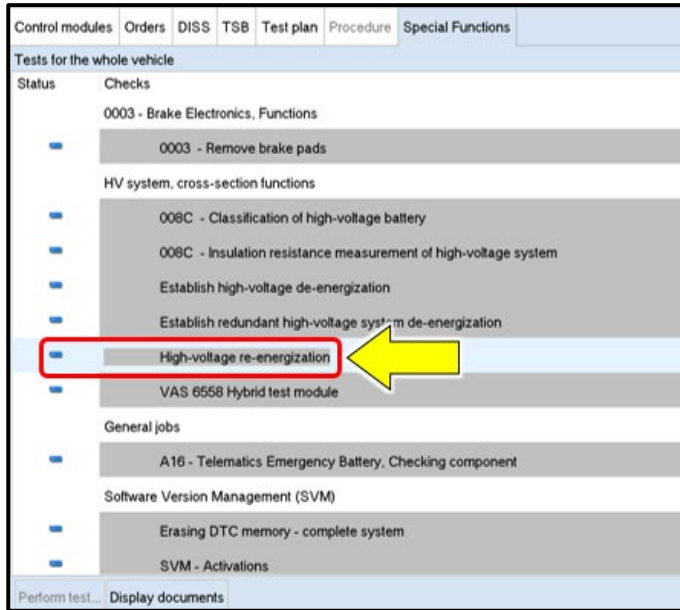 Control modules Orders DISS TSB Test plan Procedure Special Functions
Tests for the whole vehicle
Status Checks
0003 - Brake Electronics, Functions
0003 - Remove brake pads
HV system, cross-section functions
008C - Classification of high-voltage battery
008C - Insulation resistance measurement of high-voltage system
Establish high-voltage de-energization
Establish redundant high-voltage system de-energization
High-voltage re-energization
VAS 6558 Hybrid test module
General jobs
A16 - Telematics Emergency Battery, Checking component
Software Version Management (SVM)
Erasing DTC memory - complete system
SVM - Activations
Perform test... Display documents